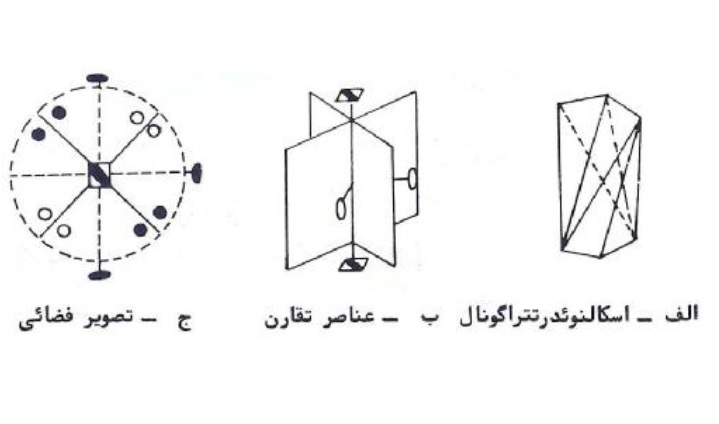 الف – اسکالنوئدرتتراگونال
ب – عناصر تقارن
ج – تصویر فضائی